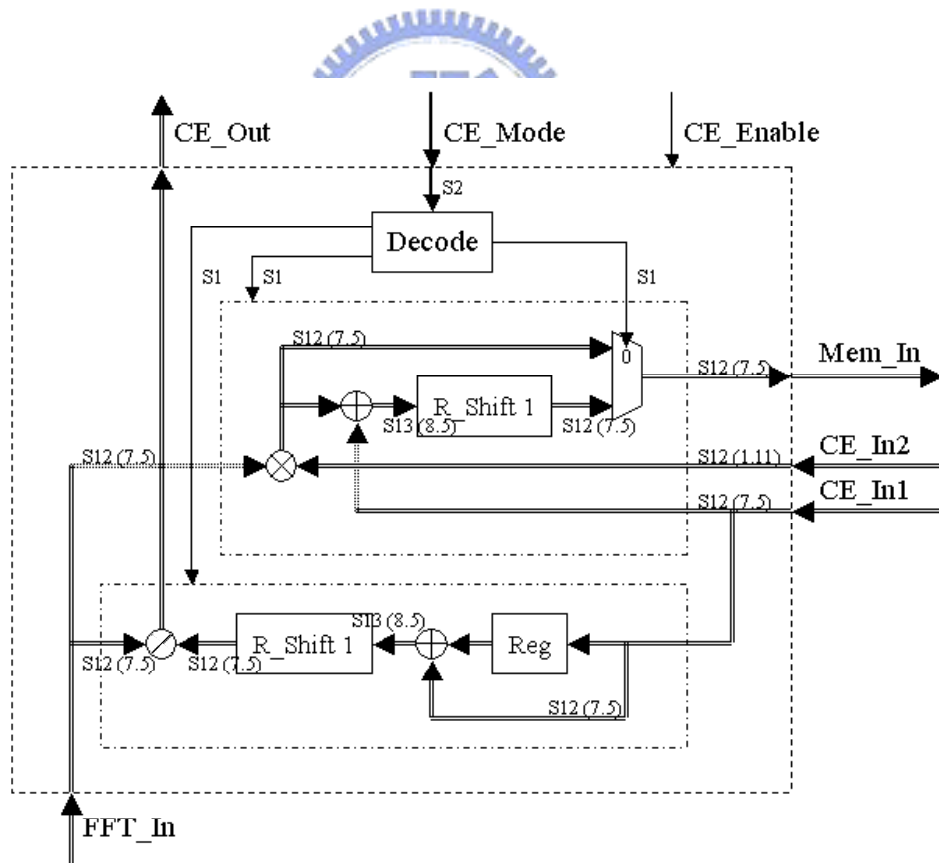 CE_Out
CE_Mode
CE_Enable
S2
Decode
S1
S1
S1
S12 (7.5)
0
Mem_In
S12 (7.5)
R_Shift 1
S13 (8.5)
S12 (7.5)
S12 (7.5)
S12 (1.11)
CE_In2
CE_In1
S12 (7.5)
S13 (8.5)
R_Shift 1
Reg
S12 (7.5)
S12 (7.5)
S12 (7.5)
FFT_In